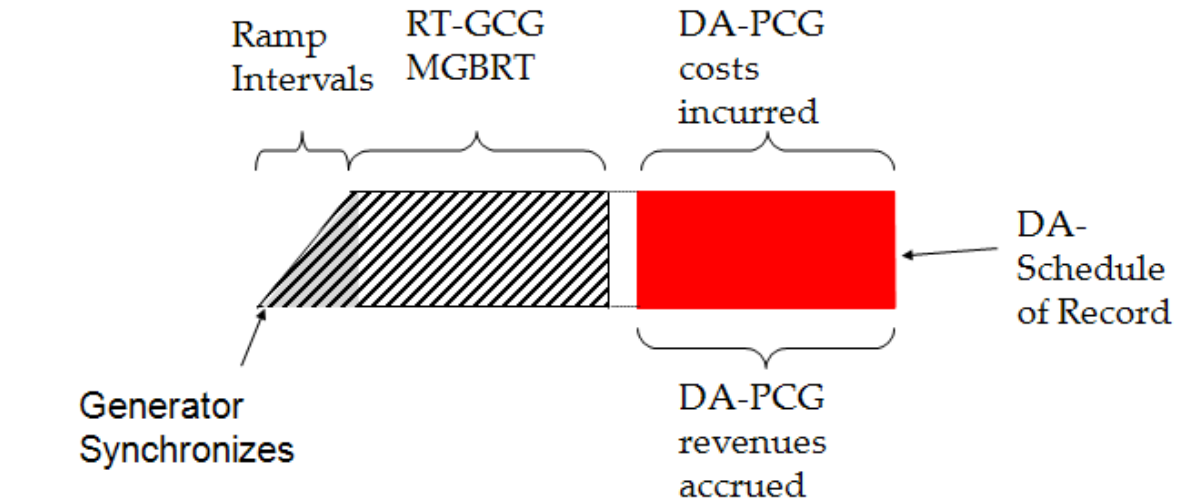 Ramp
Intervals
RT-GCG
MGBRT
DA-PCG
costs
incurred
DA-
Schedule
of Record
Generator
Synchronizes
DA-PCG
revenues
accrued